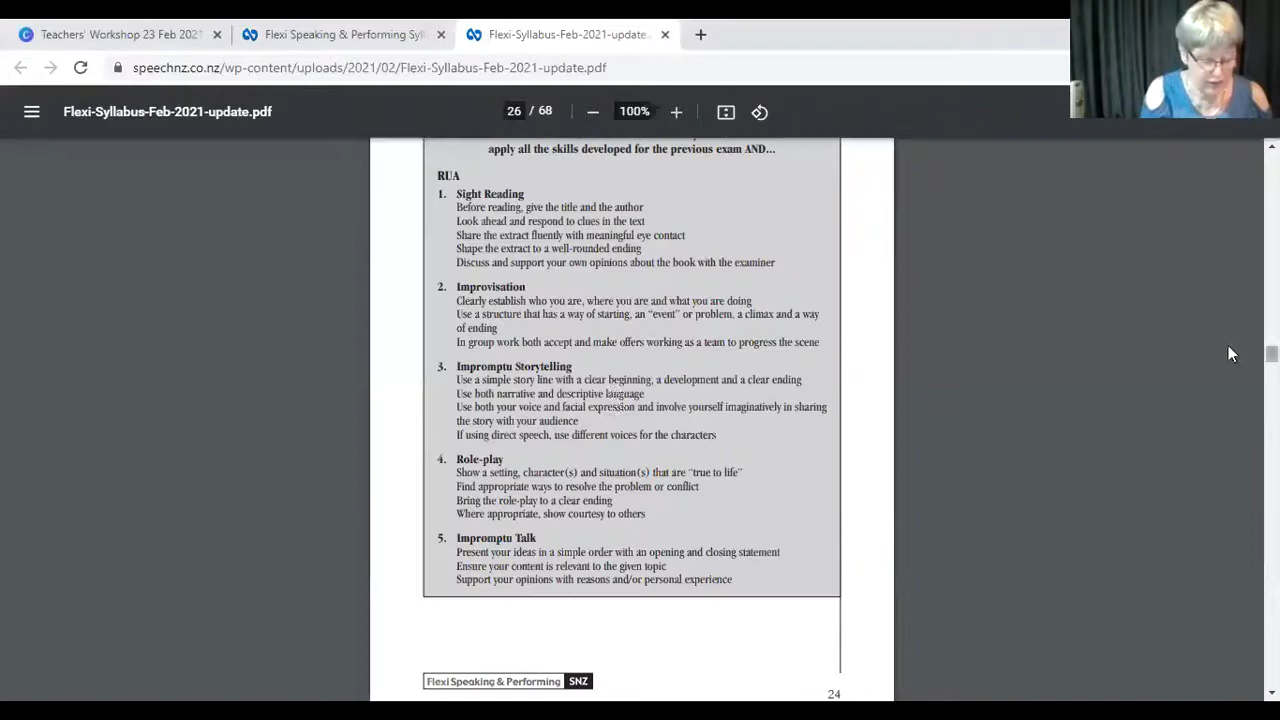 Teachers' Workshop 23 Feb 202
Flexi Speaking & Performing Syll
Flexi-Syllabus-Feb-2021-update.
speechnz.co.nz/wp-content/uploads/2021/02/Flexi-Syllabus-Feb-2021-update.pdf
Flexi-Syllabus-Feb-2021-update.pdf
26 / 68
100%
apply all the skills developed for the previous exam AND...
RUA
1. Sight Reading
Before reading, give the title and the author
Look ahead and respond to clues in the text
Share the extract fluently with meaningful eye contact
Shape the extract to a well-rounded ending
Discuss and support your own opinions about the book with the examiner
2. Improvisation
Clearly establish who you are, where you are and what you are doing
Use a structure that has a way of starting, an “event” or problem, a climax and a way
of ending
In group work both accept and make offers working as a team to progress the scene
3. Impromptu Storytelling
Use a simple story line with a clear beginning, a development and a clear ending
Use both narrative and descriptive language
Use both your voice and facial expression and involve yourself imaginatively in sharing
the story with your audience
If using direct speech, use different voices for the characters
4. Role-play
Show a setting, character(s) and situation(s) that are “true to life”
Find appropriate ways to resolve the problem or conflict
Bring the role-play to a clear ending
Where appropriate, show courtesy to others
5. Impromptu Talk
Present your ideas in a simple order with an opening and closing statement
Ensure your content is relevant to the given topic
Support your opinions with reasons and/or personal experience
Flexi Speaking & Performing SNZ
24